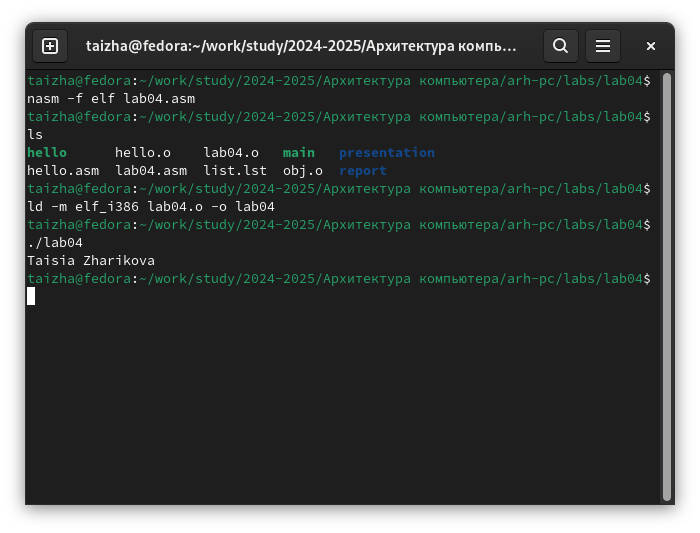 taizha@fedora:~/work/study/2024-2025/Архитектура компь...
taizha@fedora:~/work/study/2024-2025/Архитектура компьютера/arh-pc/labs/lab04$
nasm -f elf lab04.asm
taizha@fedora:~/work/study/2024-2025/Архитектура компьютера/arh-pc/labs/lab04$
ls
hello      hello.o    lab04.o   main   presentation
hello.asm  lab04.asm  list.lst  obj.o  report
taizha@fedora:~/work/study/2024-2025/Архитектура компьютера/arh-pc/labs/lab04$
ld -m elf_i386 lab04.o -o lab04
taizha@fedora:~/work/study/2024-2025/Архитектура компьютера/arh-pc/labs/lab04$
./lab04
Taisia Zharikova
taizha@fedora:~/work/study/2024-2025/Архитектура компьютера/arh-pc/labs/lab04$